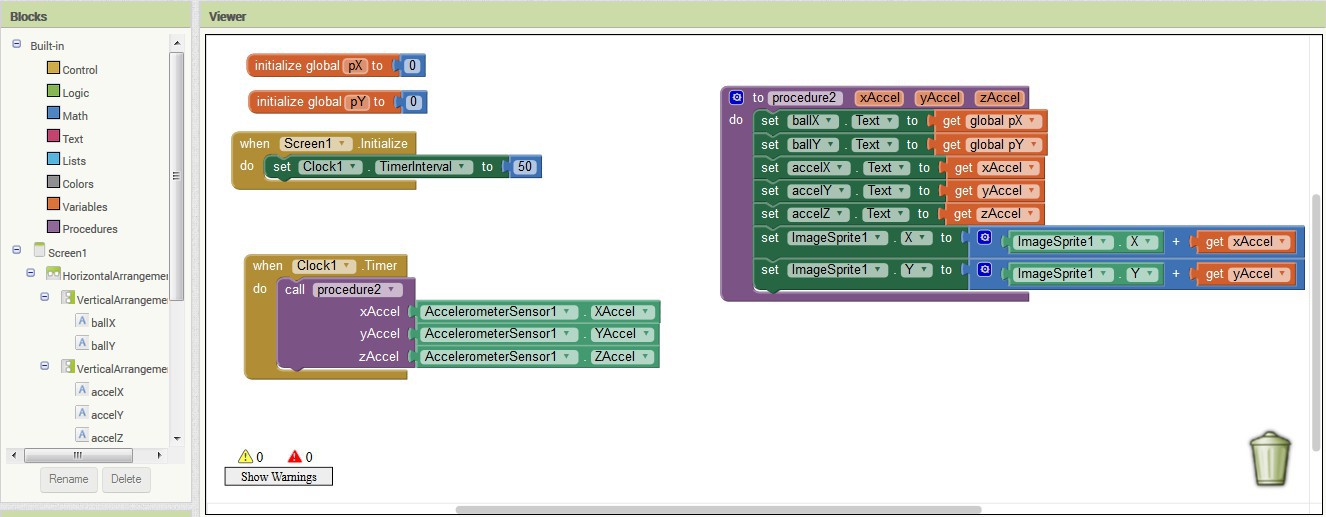 Blocks
Built-in
Control
Logic
Math
Text
Lists
Colors
Variables
Procedures
Screen1
HorizontalArrangemer
VerticalArrangemer
ballX
ballY
VerticalArrangemer
accelX
accelY
accelZ
Rename Delete
Viewer
initialize global pX to 0
initialize global pY to 0
when Screen1 .Initialize
do set Clock1 . TimerInterval to 50
when Clock1 .Timer
do call procedure2
xAccel AccelerometerSensor1 . XAccel
yAccel AccelerometerSensor1 . YAccel
zAccel AccelerometerSensor1 . ZAccel
to procedure2 xAccel yAccel zAccel
do set ballX . Text to get global pX
set ballY . Text to get global pY
set accelX . Text to get xAccel
set accelY . Text to get yAccel
set accelZ . Text to get zAccel
set ImageSprite1 . X to ImageSprite1 . X + get xAccel
set ImageSprite1 . Y to ImageSprite1 . Y + get yAccel
0 0
Show Warnings